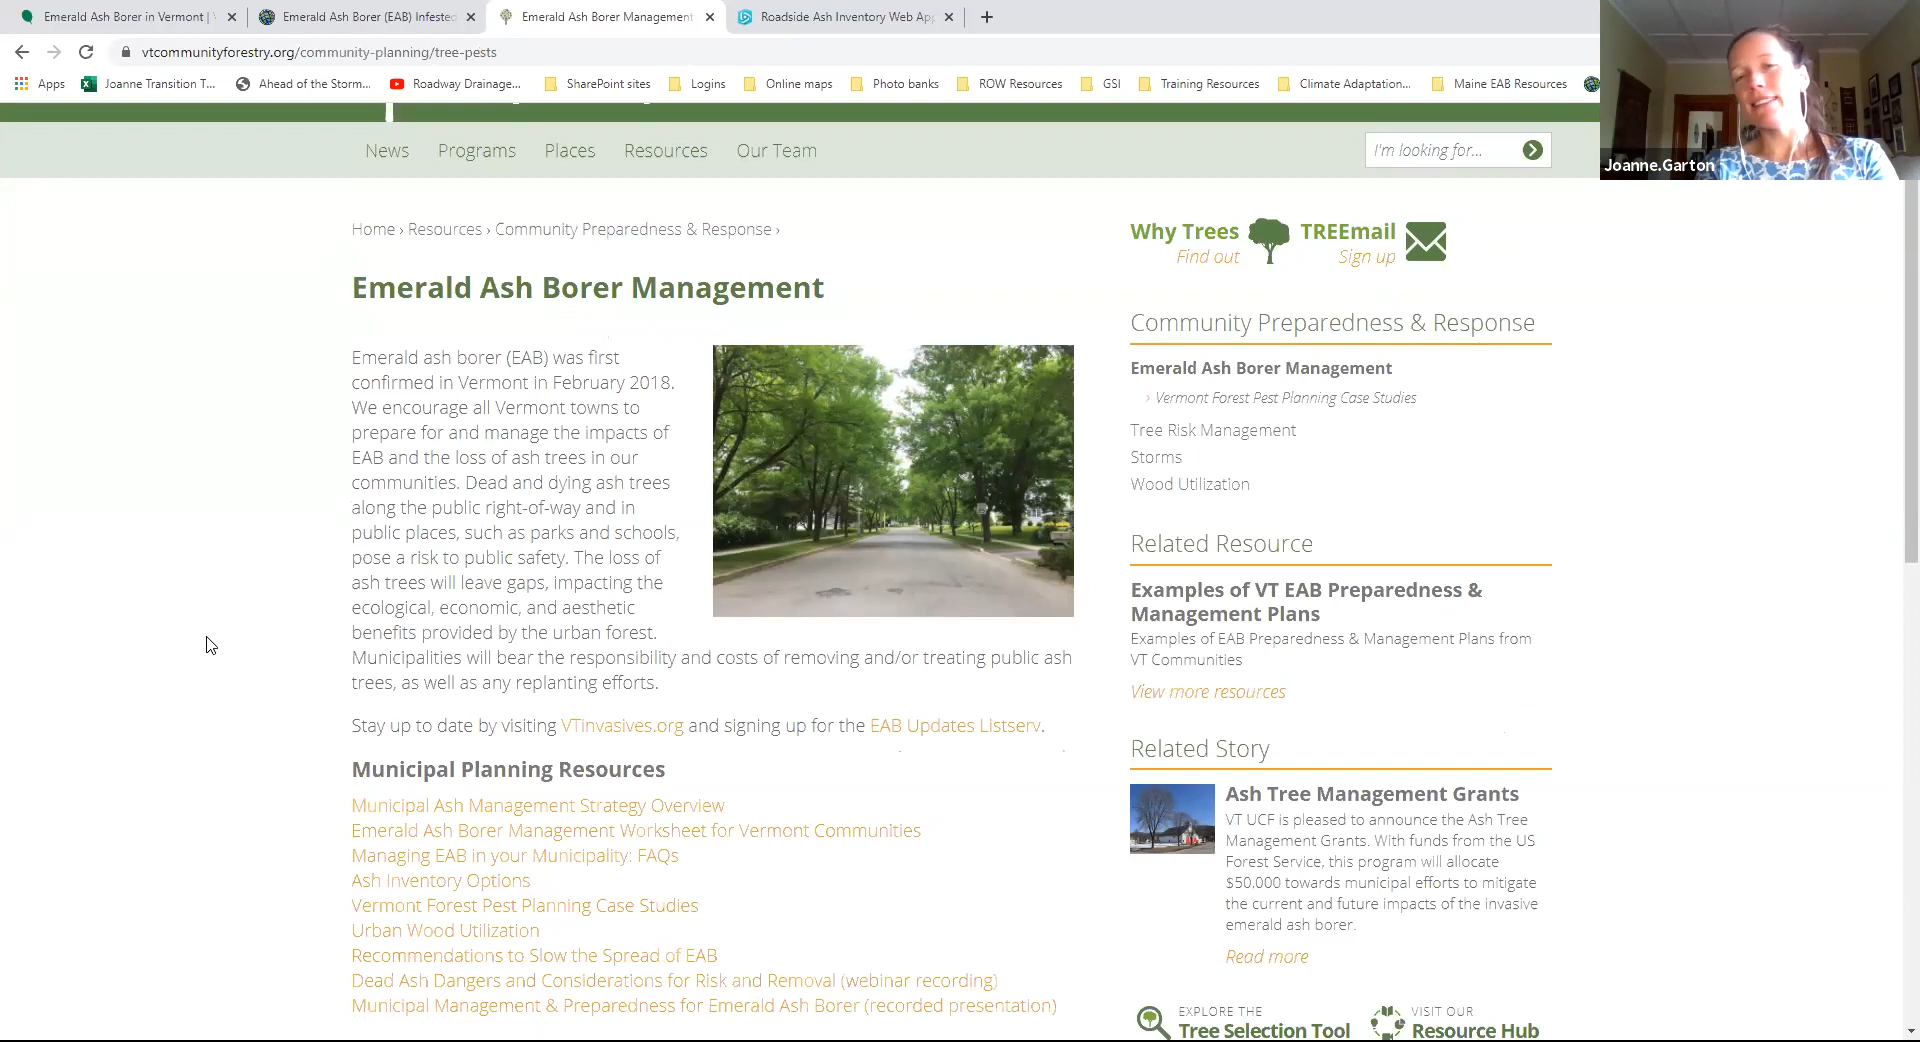 Emerald Ash Borer in Vermont |
Emerald Ash Borer (EAB) Infested
Emerald Ash Borer Management
Roadside Ash Inventory Web App
vtcommunityforestry.org/community-planning/tree-pests
Apps
Joanne Transition T...
Ahead of the Storm...
Roadway Drainage...
SharePoint sites
Logins
Online maps
Photo banks
ROW Resources
GSI
Training Resources
Climate Adaptation...
Maine EAB Resources
Joanne.Garton
News
Programs
Places
Resources
Our Team
I'm looking for...
Home › Resources › Community Preparedness & Response ›
Emerald Ash Borer Management
Emerald ash borer (EAB) was first
confirmed in Vermont in February 2018.
We encourage all Vermont towns to
prepare for and manage the impacts of
EAB and the loss of ash trees in our
communities. Dead and dying ash trees
along the public right-of-way and in
public places, such as parks and schools,
pose a risk to public safety. The loss of
ash trees will leave gaps, impacting the
ecological, economic, and aesthetic
benefits provided by the urban forest.
Municipalities will bear the responsibility and costs of removing and/or treating public ash
trees, as well as any replanting efforts.
Stay up to date by visiting VTinvasives.org and signing up for the EAB Updates Listserv.
Municipal Planning Resources
Municipal Ash Management Strategy Overview
Emerald Ash Borer Management Worksheet for Vermont Communities
Managing EAB in your Municipality: FAQs
Ash Inventory Options
Vermont Forest Pest Planning Case Studies
Urban Wood Utilization
Recommendations to Slow the Spread of EAB
Dead Ash Dangers and Considerations for Risk and Removal (webinar recording)
Municipal Management & Preparedness for Emerald Ash Borer (recorded presentation)
Why Trees
Find out
TREEmail
Sign up
Community Preparedness & Response
Emerald Ash Borer Management
› Vermont Forest Pest Planning Case Studies
Tree Risk Management
Storms
Wood Utilization
Related Resource
Examples of VT EAB Preparedness &
Management Plans
Examples of EAB Preparedness & Management Plans from
VT Communities
View more resources
Related Story
Ash Tree Management Grants
VT UCF is pleased to announce the Ash Tree
Management Grants. With funds from the US
Forest Service, this program will allocate
$50,000 towards municipal efforts to mitigate
the current and future impacts of the invasive
emerald ash borer.
Read more
EXPLORE THE
Tree Selection Tool
VISIT OUR
Resource Hub